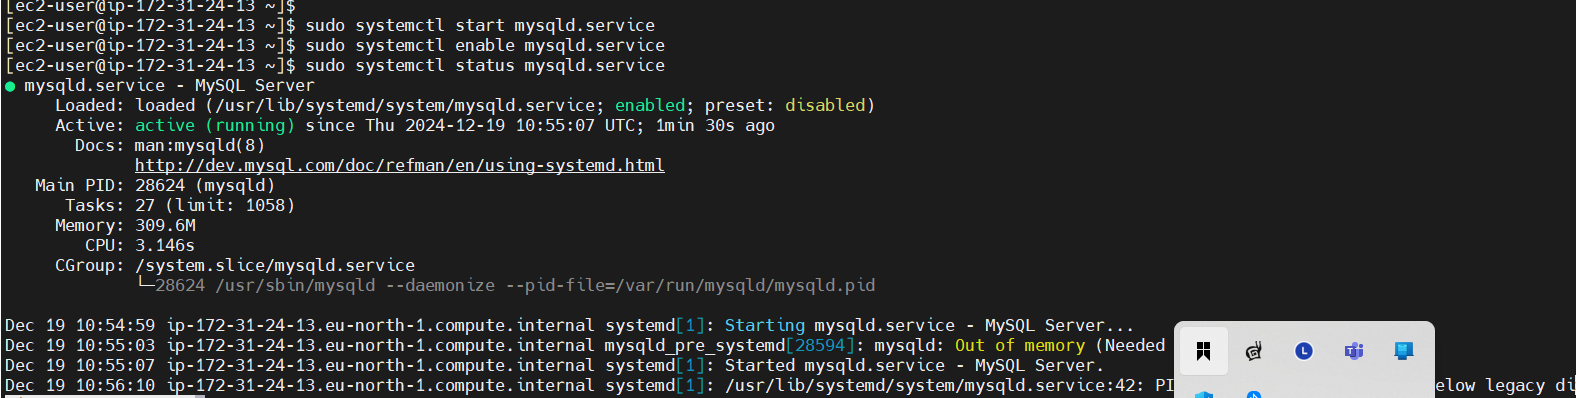 [ec2-user@ip-172-31-24-13 ~]$
[ec2-user@ip-172-31-24-13 ~]$ sudo systemctl start mysqld.service
[ec2-user@ip-172-31-24-13 ~]$ sudo systemctl enable mysqld.service
[ec2-user@ip-172-31-24-13 ~]$ sudo systemctl status mysqld.service
● mysqld.service - MySQL Server
     Loaded: loaded (/usr/lib/systemd/system/mysqld.service; enabled; preset: disabled)
     Active: active (running) since Thu 2024-12-19 10:55:07 UTC; 1min 30s ago
       Docs: man:mysqld(8)
             http://dev.mysql.com/doc/refman/en/using-systemd.html
   Main PID: 28624 (mysqld)
      Tasks: 27 (limit: 1058)
     Memory: 309.6M
        CPU: 3.146s
     CGroup: /system.slice/mysqld.service
             └─28624 /usr/sbin/mysqld --daemonize --pid-file=/var/run/mysqld/mysqld.pid
Dec 19 10:54:59 ip-172-31-24-13.eu-north-1.compute.internal systemd[1]: Starting mysqld.service - MySQL Server...
Dec 19 10:55:03 ip-172-31-24-13.eu-north-1.compute.internal mysqld_pre_systemd[28594]: mysqld: Out of memory (Needed
Dec 19 10:55:07 ip-172-31-24-13.eu-north-1.compute.internal systemd[1]: Started mysqld.service - MySQL Server.
Dec 19 10:56:10 ip-172-31-24-13.eu-north-1.compute.internal systemd[1]: /usr/lib/systemd/system/mysqld.service:42: PI elow legacy di